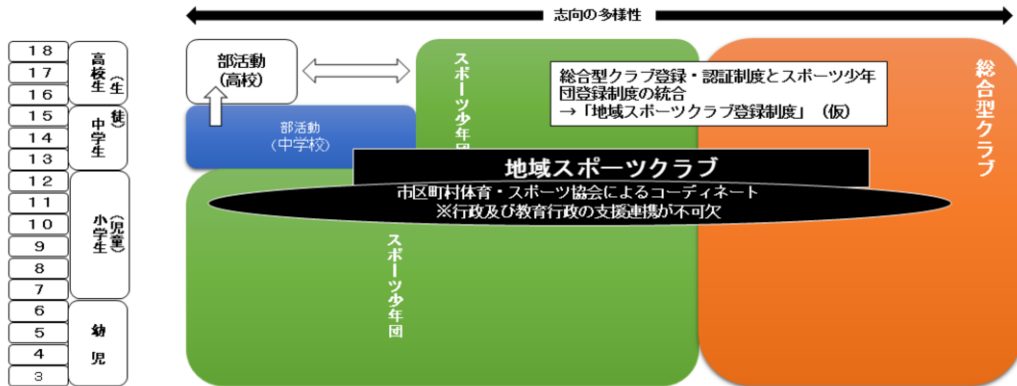 志向の多様性
18
17
16
15
14
13
12
11
10
9
8
7
6
5
4
3
高校生
(生
徒)
中学生
小学生
(児童)
幼児
部活動
(高校)
部活動
(中学校)
スポーツ少年団
総合型クラブ登録・認証制度とスポーツ少年
団登録制度の統合
→「地域スポーツクラブ登録制度」(仮)
総合型クラブ
地域スポーツクラブ
市区町村体育・スポーツ協会によるコーディネート
※行政及び教育行政の支援連携が不可欠
スポーツ少年団